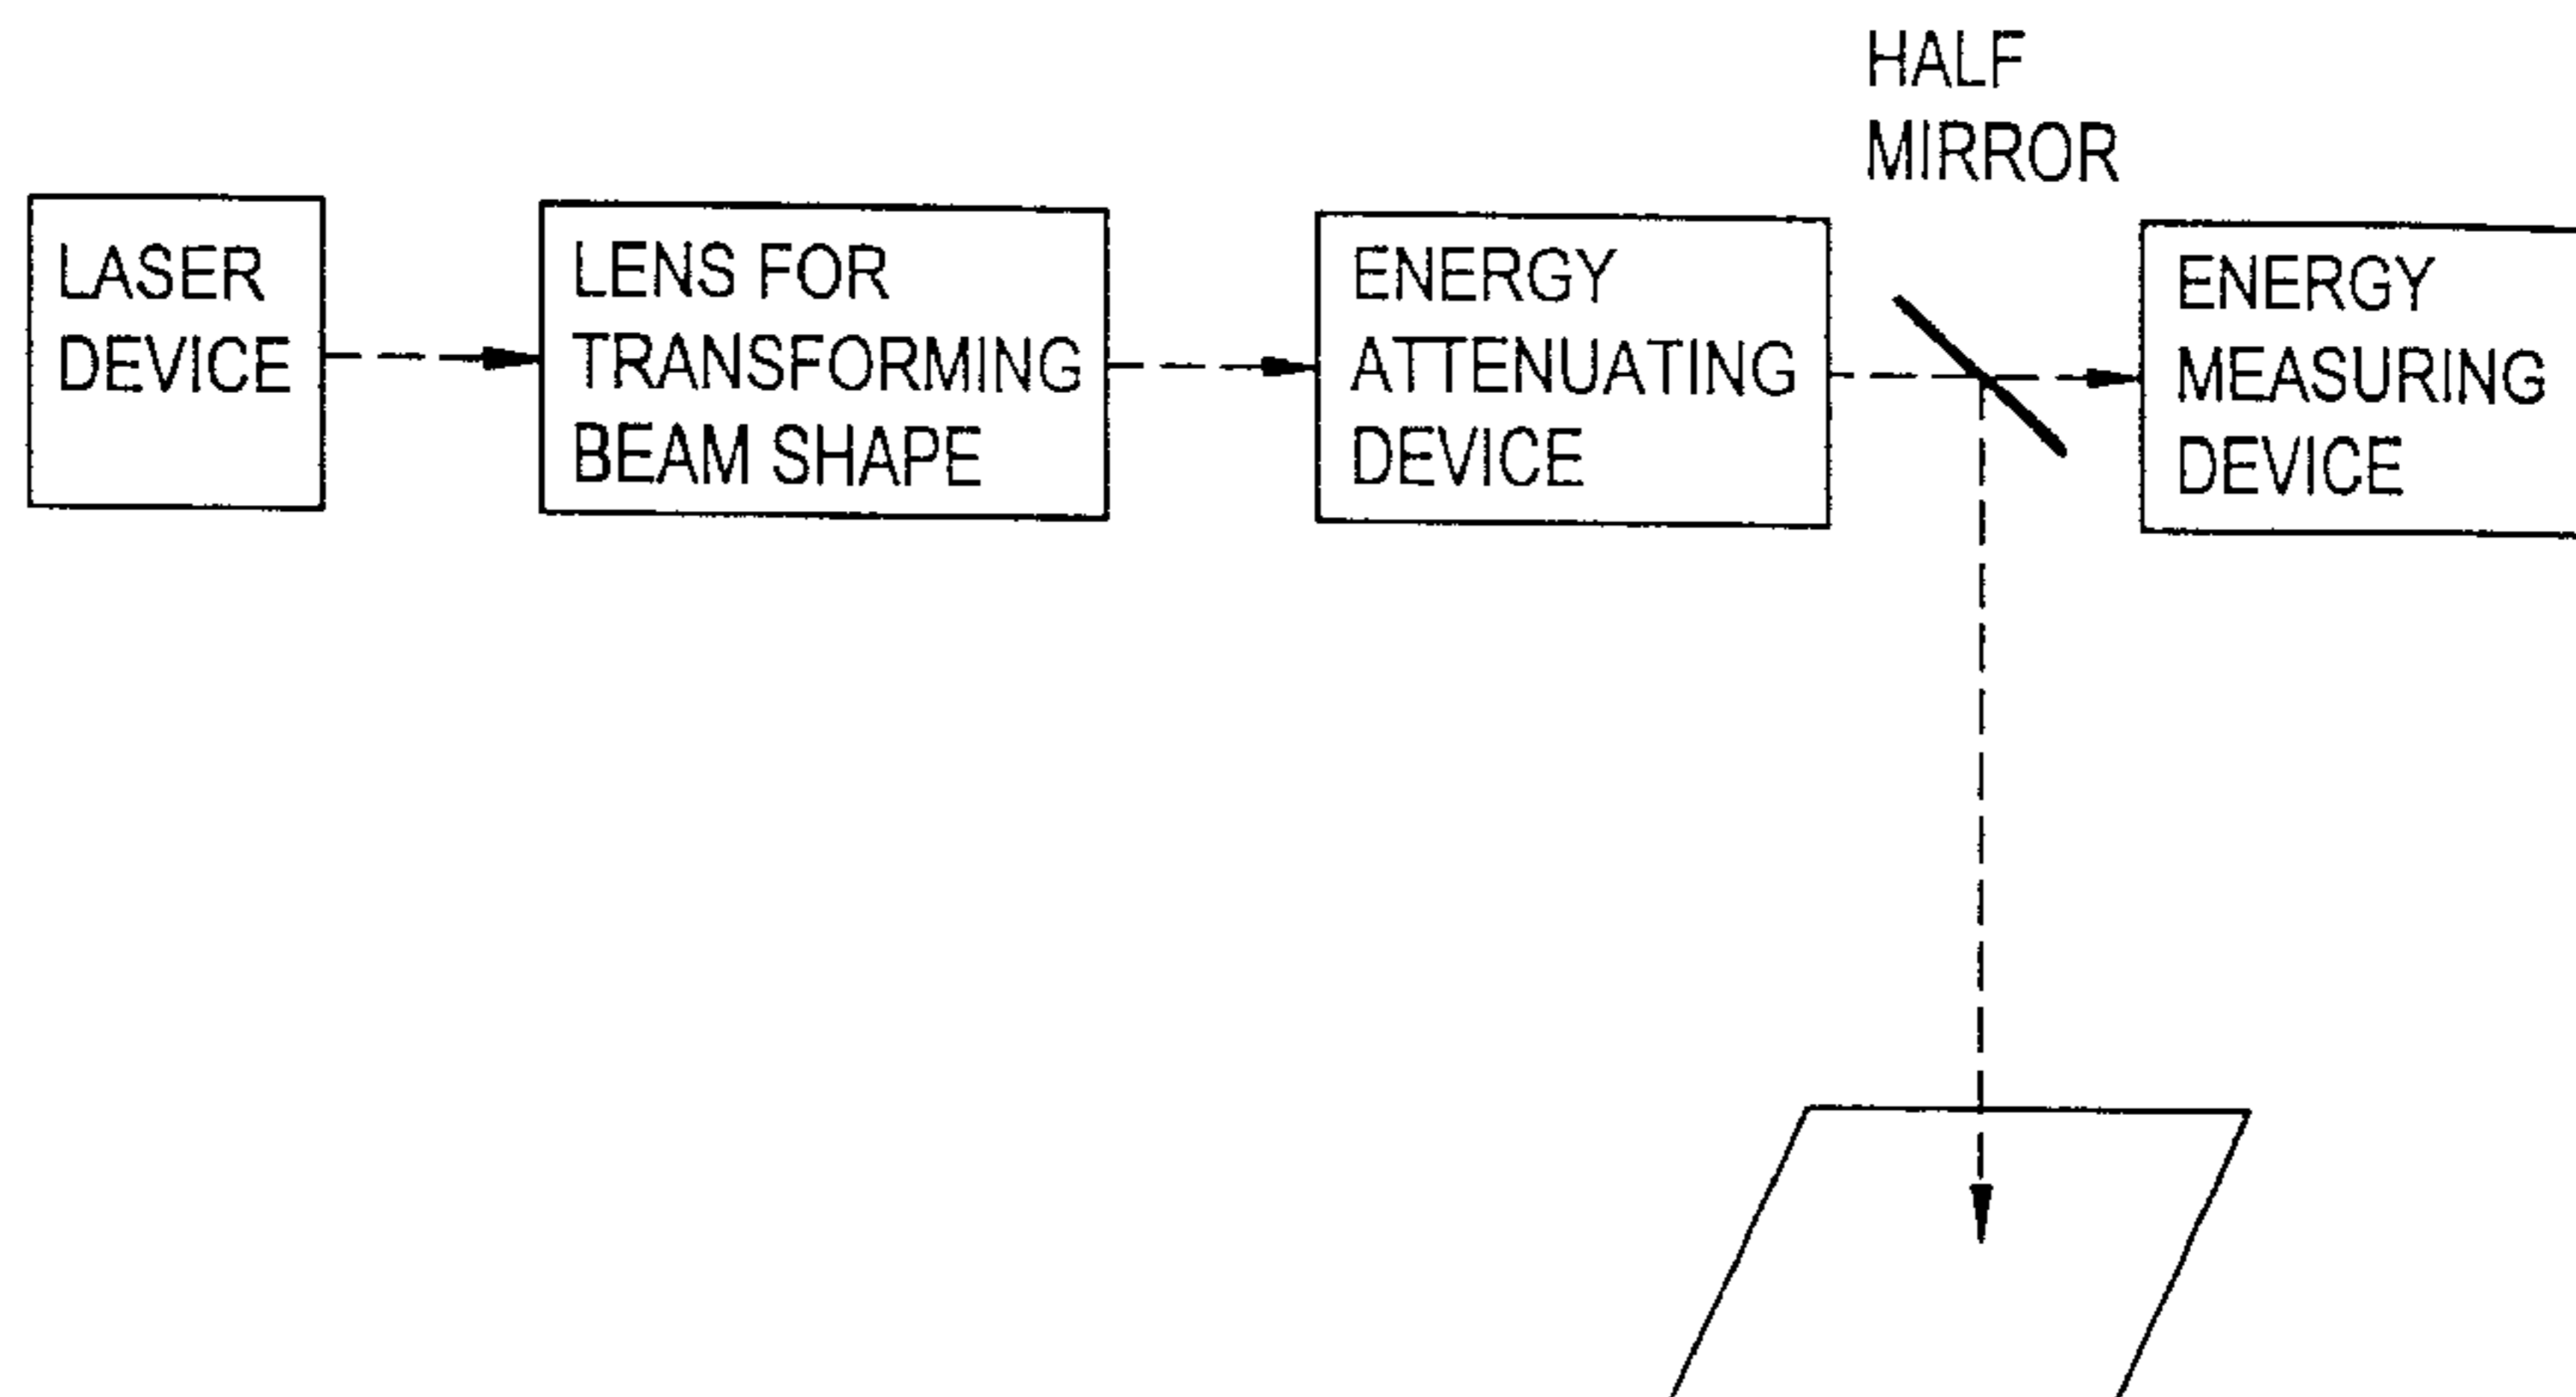 HALF
MIRROR
LASER
DEVICE
LENS FOR
TRANSFORMING
BEAM SHAPE
ENERGY
ATTENUATING
DEVICE
ENERGY
MEASURING
DEVICE